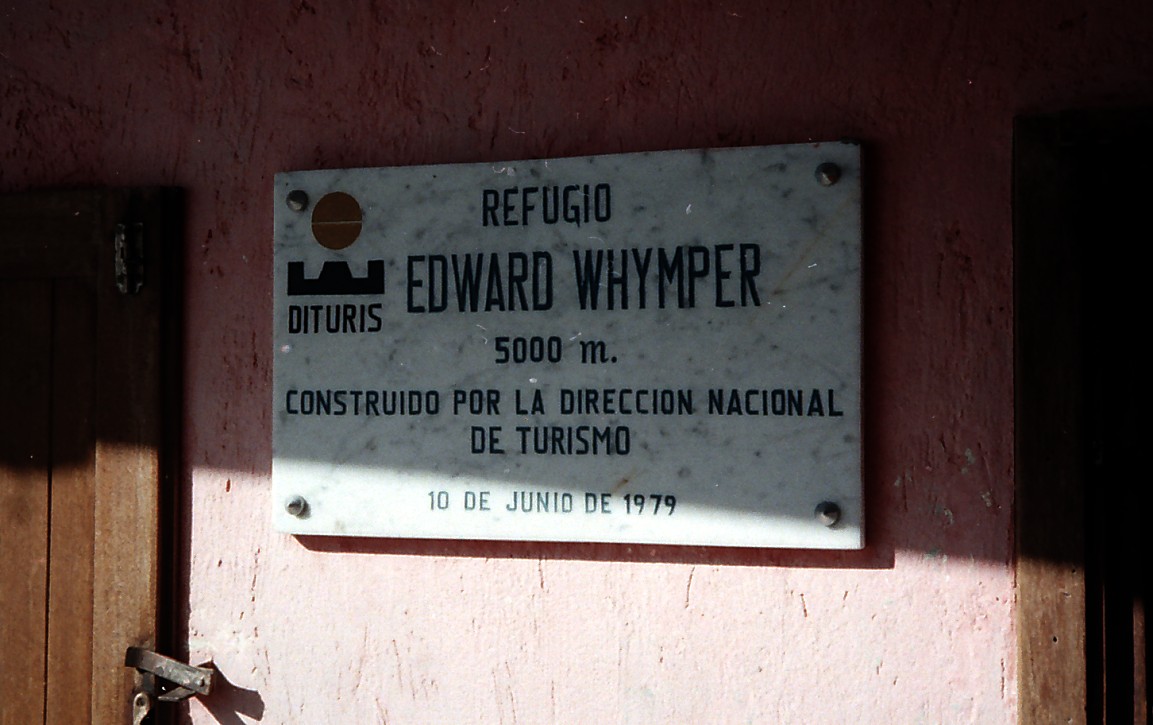 REFUGIO
EDWARD WHYMPER
DITURIS
5000 m.
CONSTRUIDO POR LA DIRECCION NACIONAL
DE TURISMO
10 DE JUNIO DE 1979